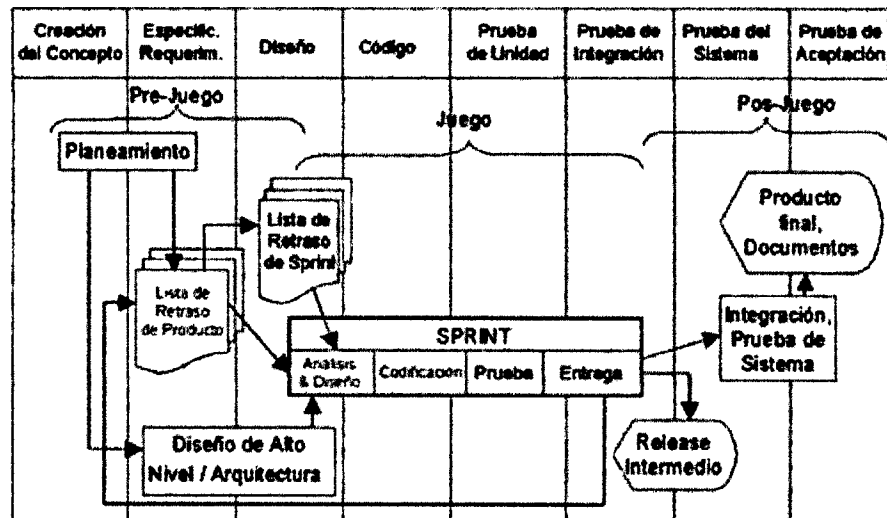 Creación
del Concepto
Especific.
Requerim.
Diseño
Código
Prueba
de Unidad
Prueba de
Integración
Prueba del
Sistema
Prueba de
Aceptación
Pre-Juego
Juego
Pos-Juego
Planeamiento
Lista de
Retraso
de Sprint
Producto
final,
Documentos
Lista de
Retraso
de Producto
Integración,
Prueba de
Sistema
SPRINT
Análisis
& Diseño
Codificación
Prueba
Entrega
Diseño de Alto
Nivel / Arquitectura
Release
Intermedio